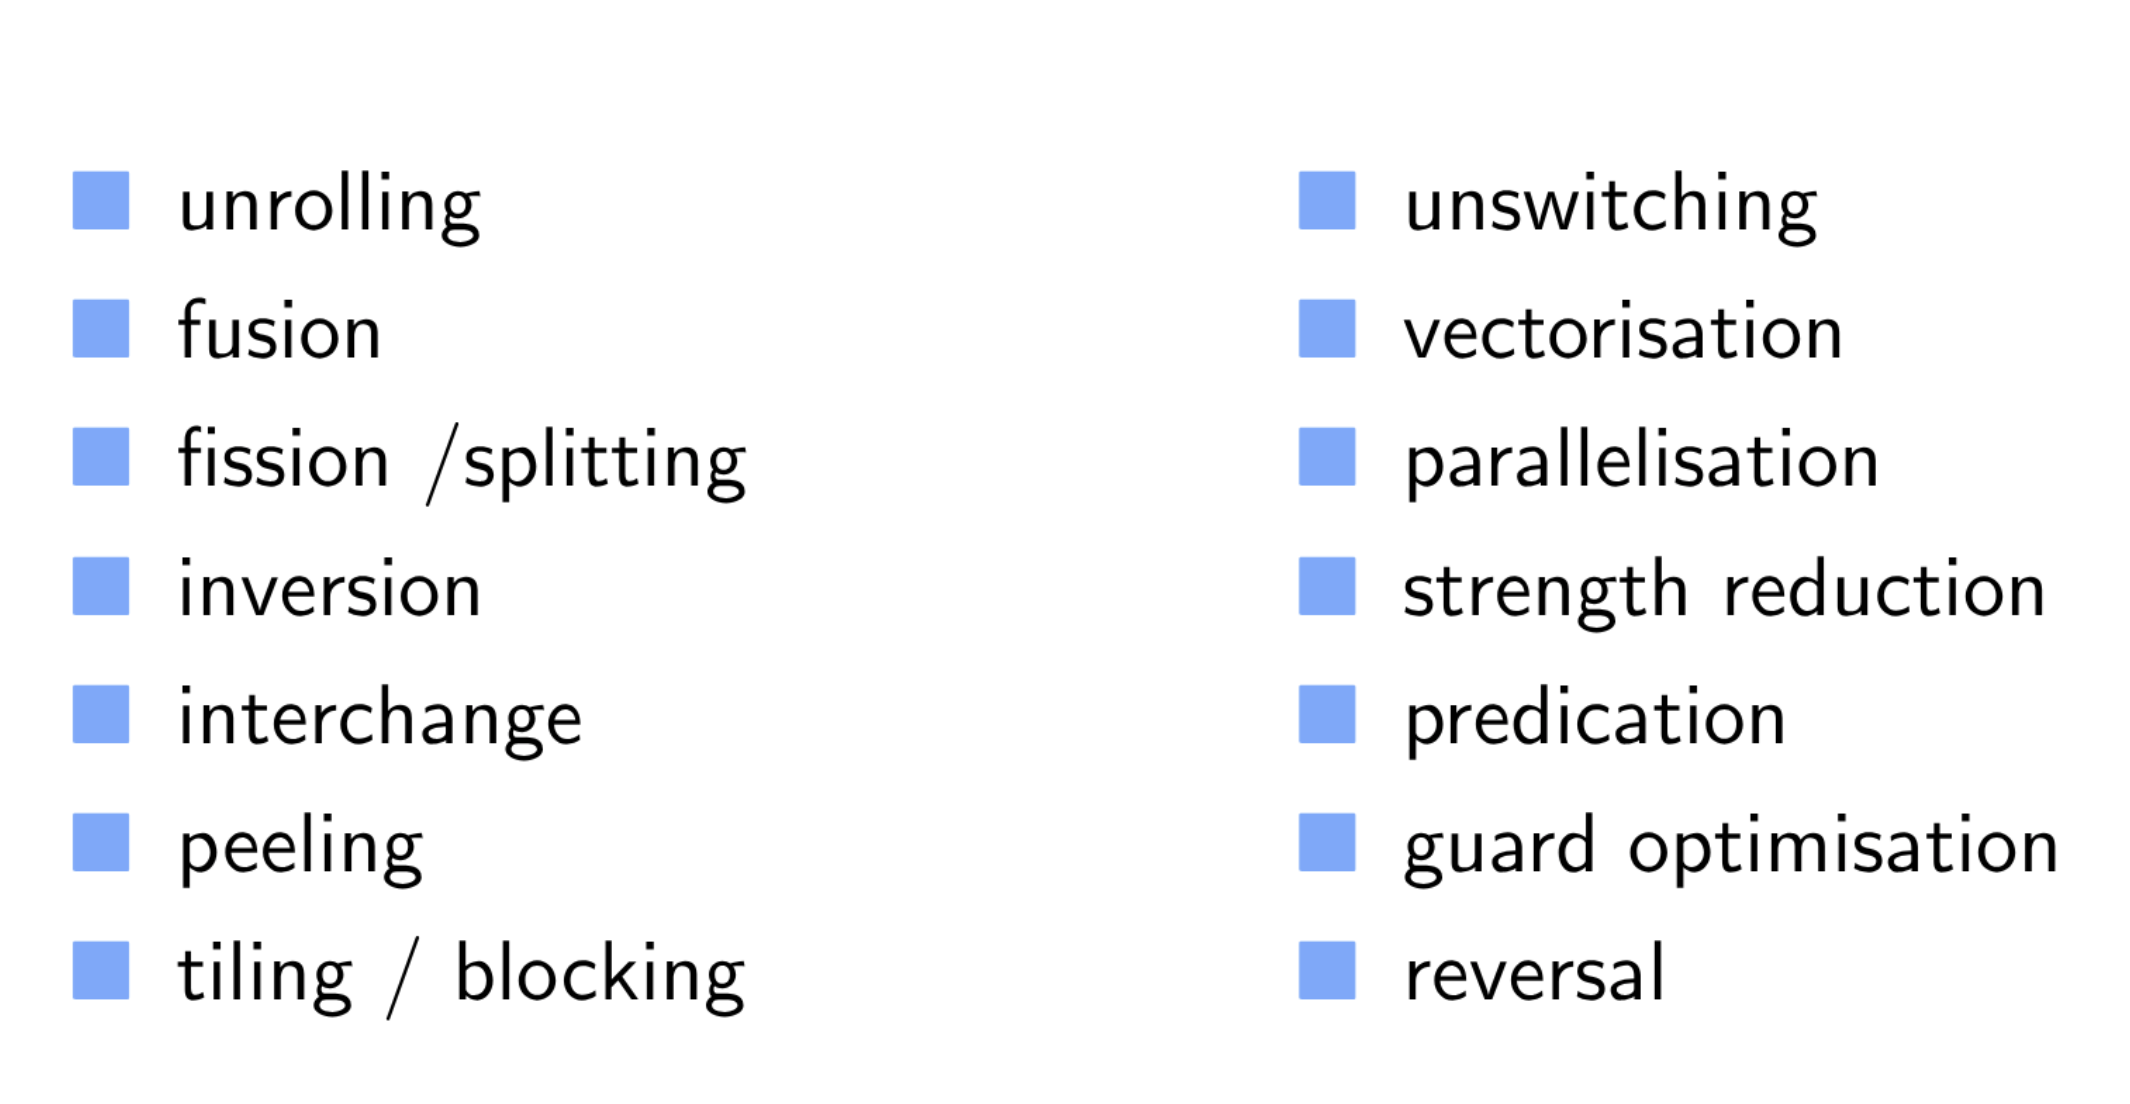 unrolling
fusion
fission /splitting
inversion
interchange
peeling
tiling / blocking
unswitching
vectorisation
parallelisation
strength reduction
predication
guard optimisation
reversal